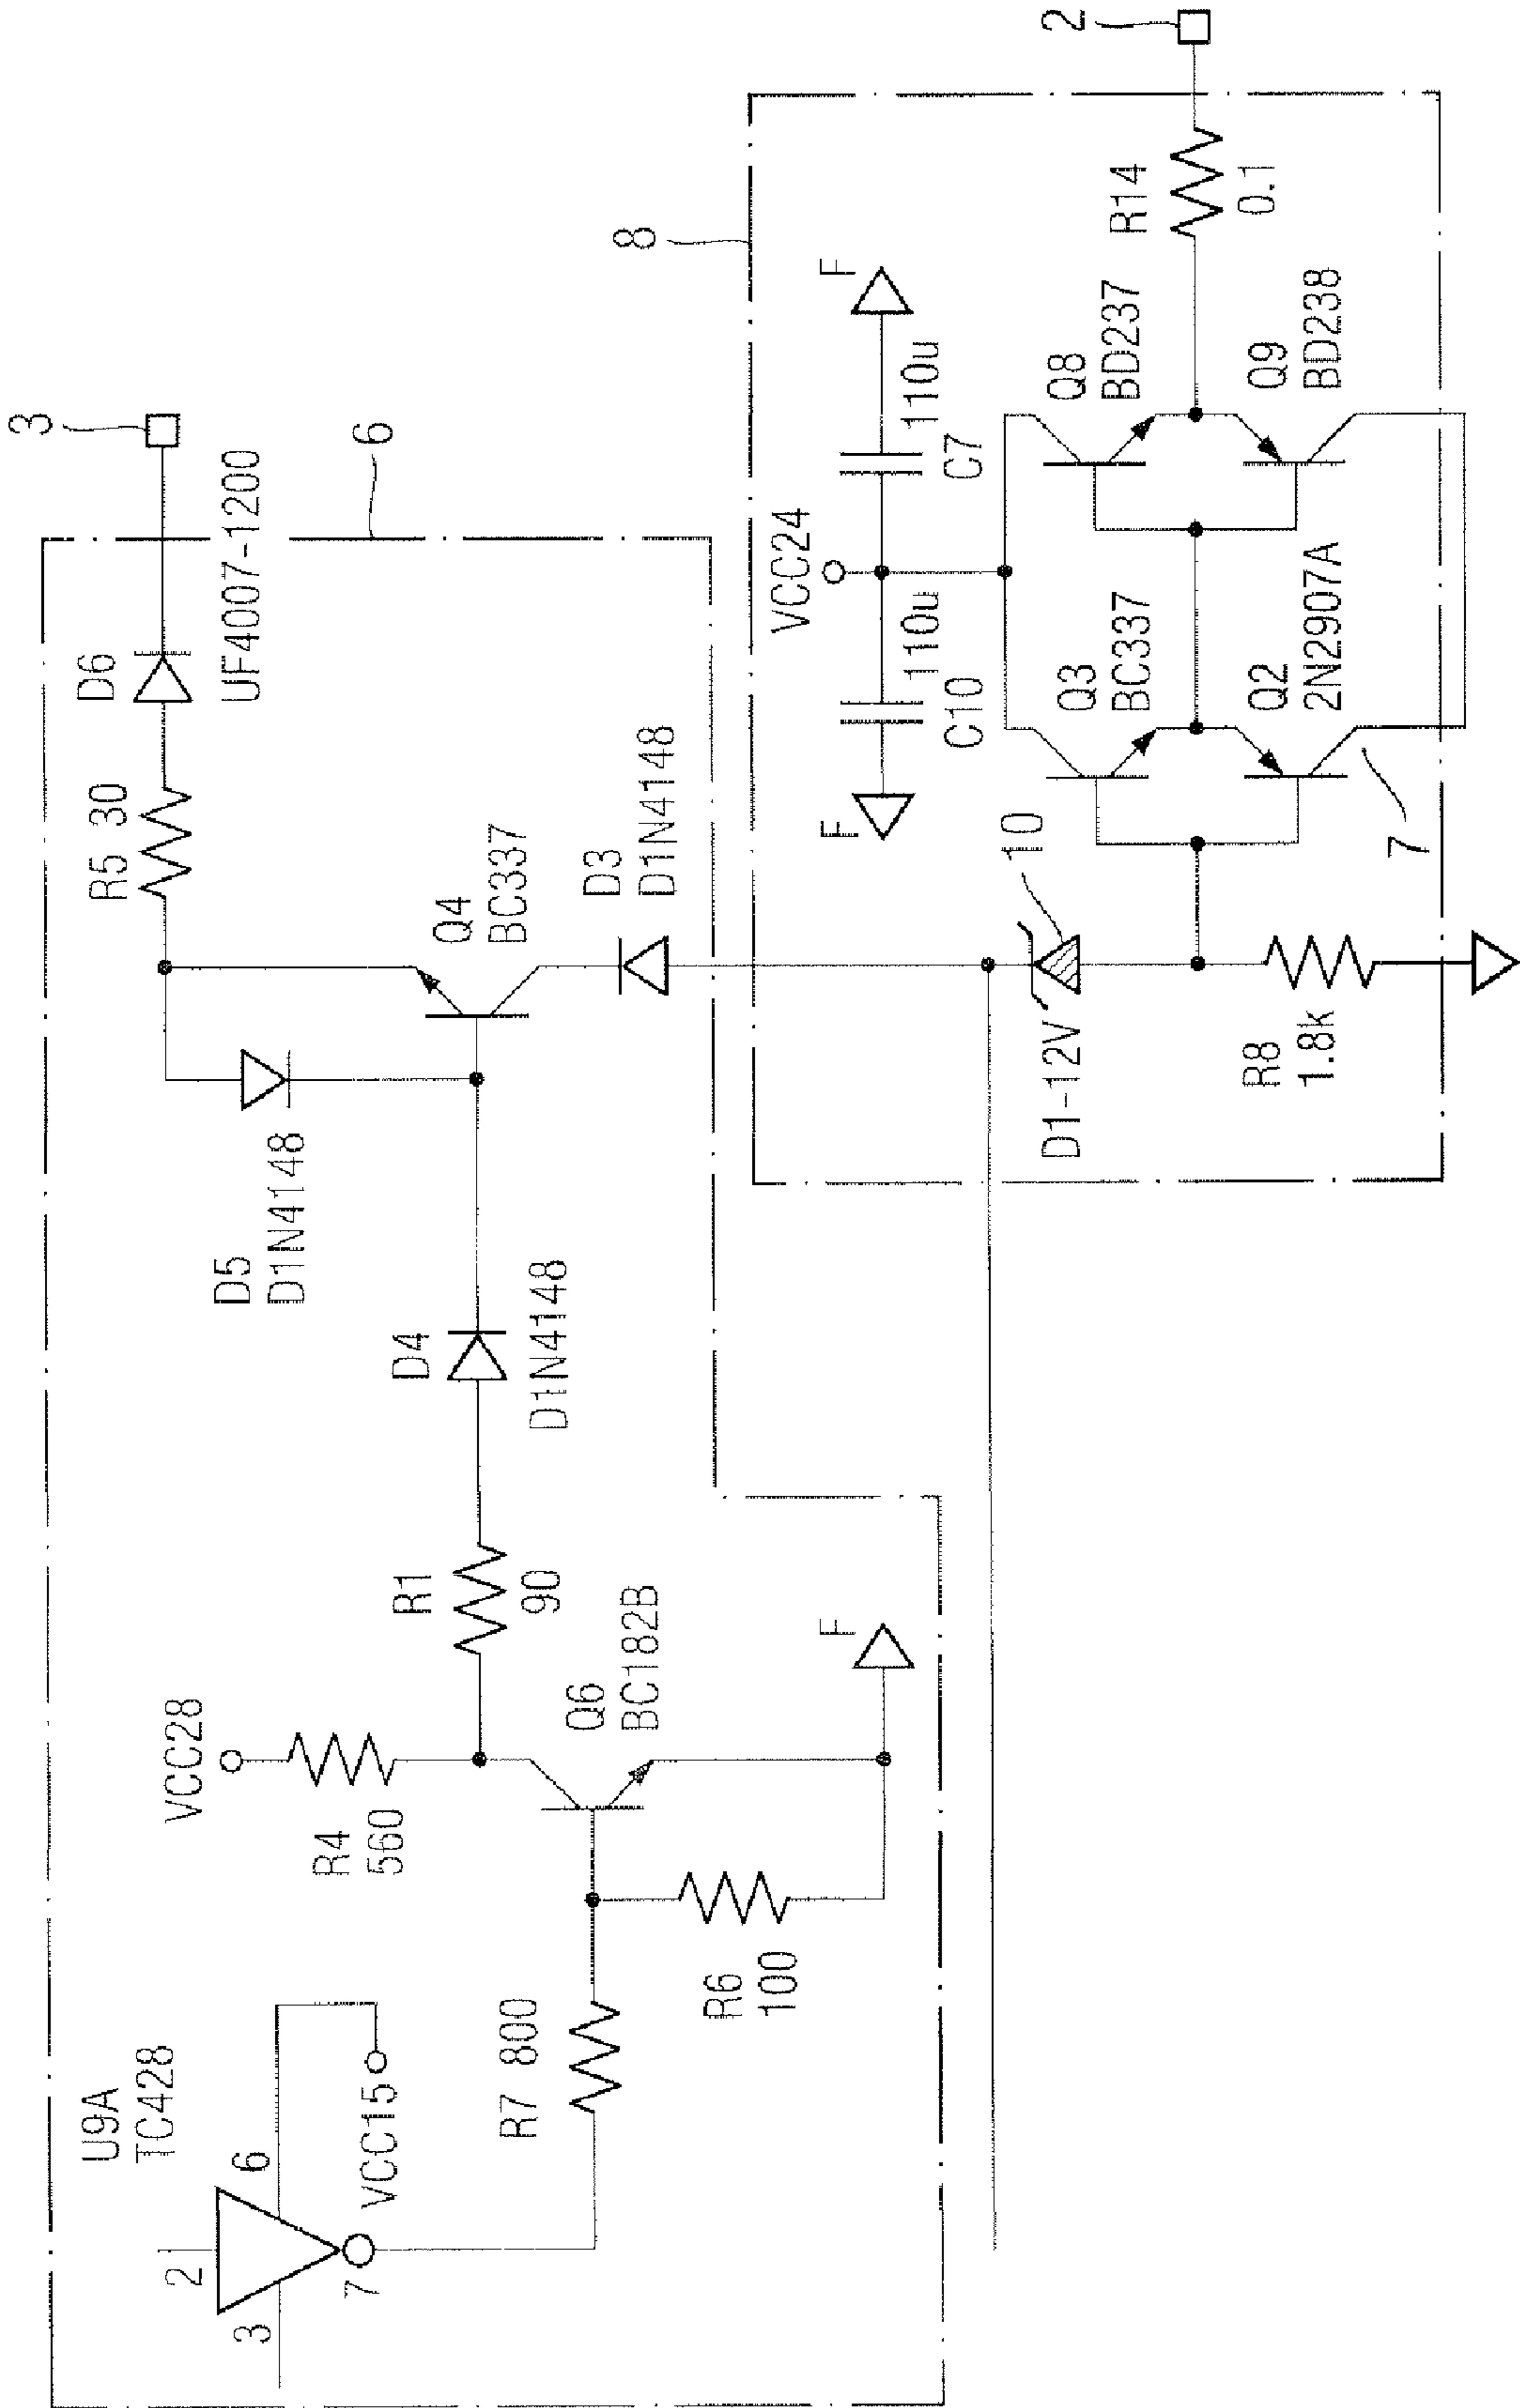 3
6
D6
UF4007-1200
R5 30
Q4
BC337
D3
D1N4148
D5
D1N4148
D4
D1N4148
R1
90
VCC28
R4
560
Q6
BC182B
F
R6
100
R7 800
U9A
TC428
6
VCC15
2
3
7
2
8
R14
0.1
F
110u
C7
VCC24
110u
C10
F
Q8
BD237
Q9
BD238
Q3
BC337
Q2
2N2907A
7
10
D1-12V
R8
1.8k